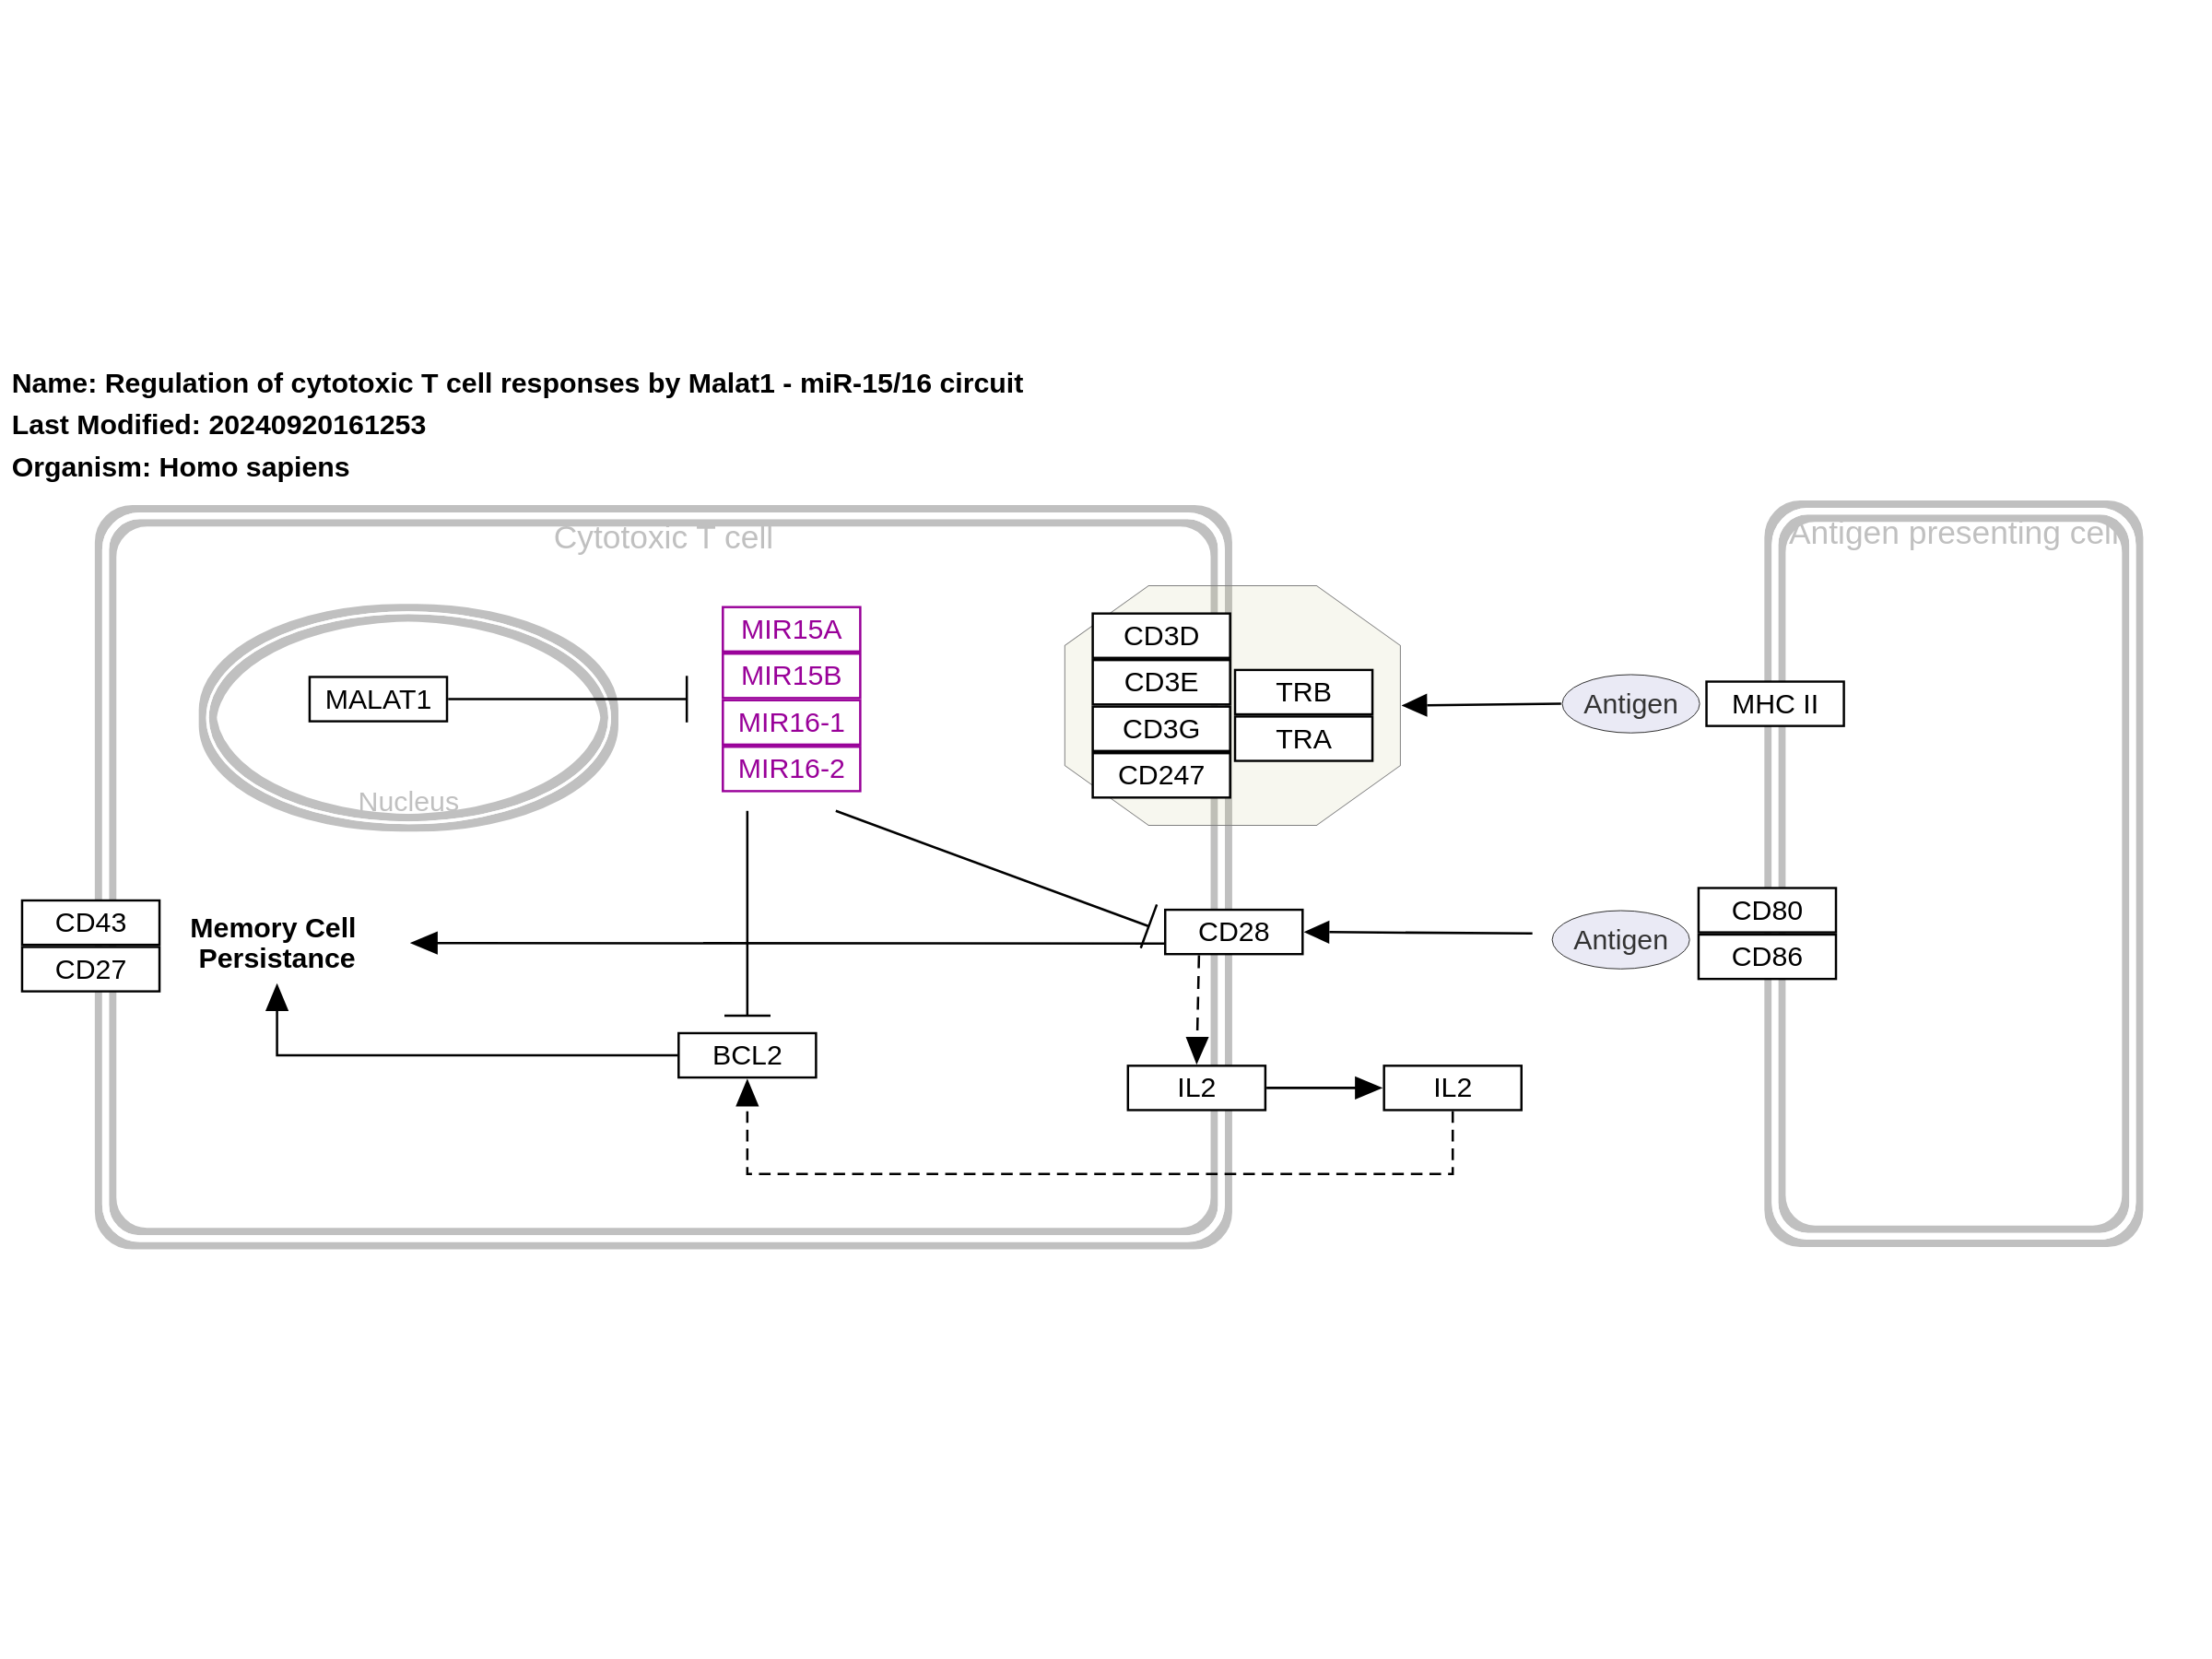 Name: Regulation of cytotoxic T cell responses by Malat1 - miR-15/16 circuit
Last Modified: 20240920161253
Organism: Homo sapiens
Cytotoxic T cell
Antigen presenting cell
MALAT1
Nucleus
MIR15A
MIR15B
MIR16-1
MIR16-2
CD3D
CD3E
CD3G
CD247
TRB
TRA
Antigen
MHC II
CD43
CD27
Memory Cell
Persistance
CD28
Antigen
CD80
CD86
BCL2
IL2
IL2